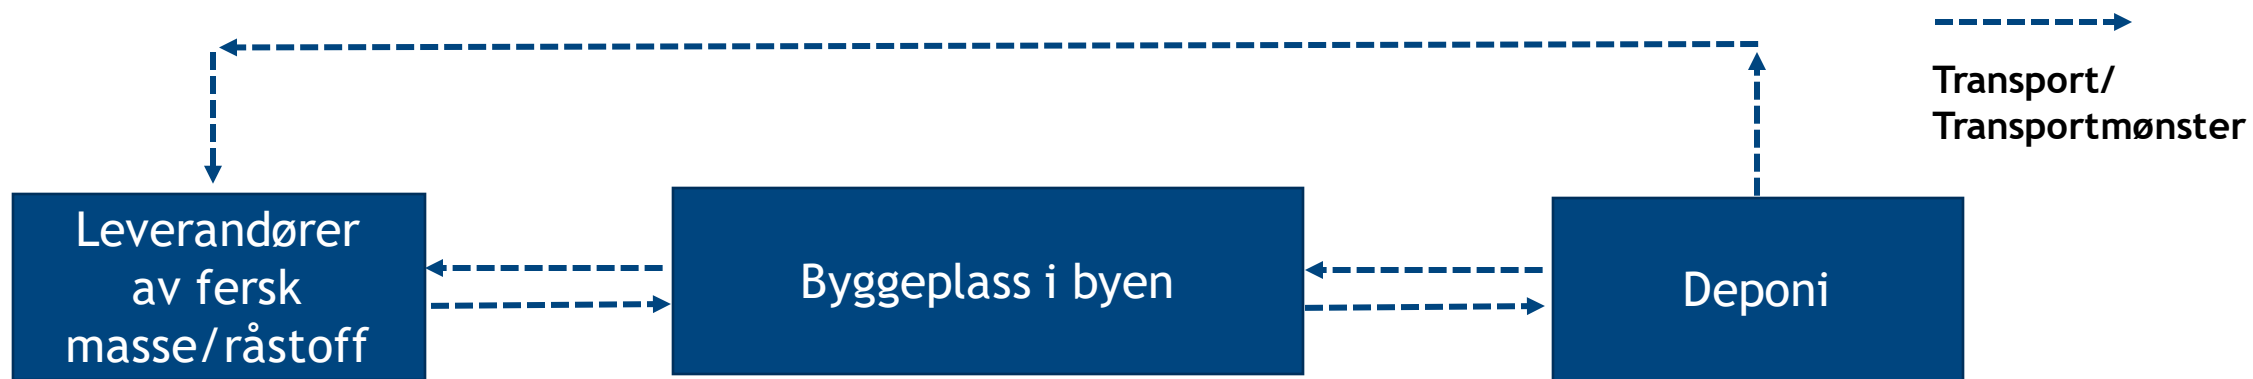 Transport/
Transportmønster
Leverandører
av fersk
masse/råstoff
Byggeplass i byen
Deponi